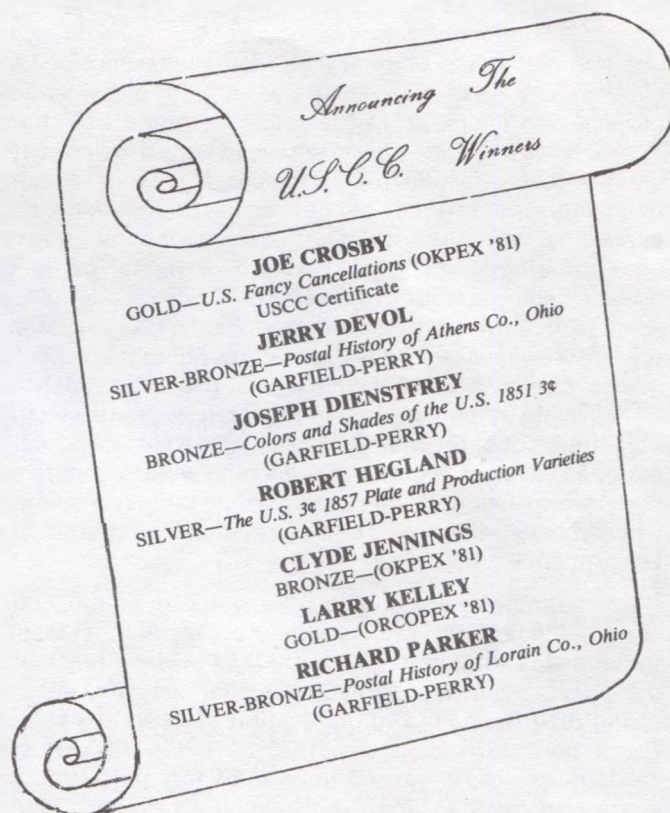 Announcing The
U.S.C.C. Winners
JOE CROSBY
GOLD—U.S. Fancy Cancellations (OKPEX '81)
USCC Certificate
JERRY DEVOL
SILVER-BRONZE—Postal History of Athens Co., Ohio
(GARFIELD-PERRY)
JOSEPH DIENSTFREY
BRONZE—Colors and Shades of the U.S. 1851 3¢
(GARFIELD-PERRY)
ROBERT HEGLAND
SILVER—The U.S. 3¢ 1857 Plate and Production Varieties
(GARFIELD-PERRY)
CLYDE JENNINGS
BRONZE—(OKPEX '81)
LARRY KELLEY
GOLD—(ORCOPEX '81)
RICHARD PARKER
SILVER-BRONZE—Postal History of Lorain Co., Ohio
(GARFIELD-PERRY)